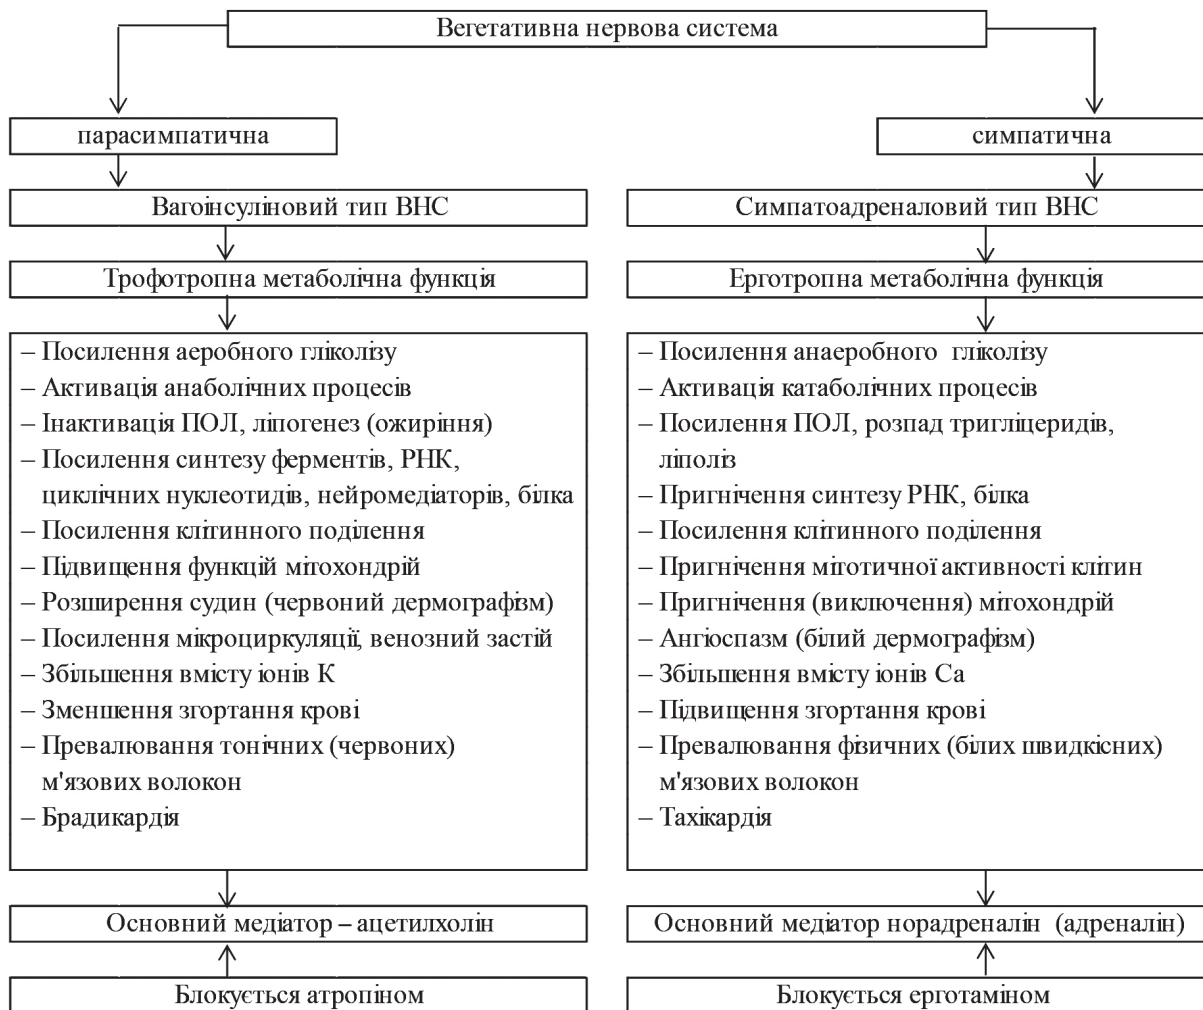 Вегетативна нервова система
парасимпатична
симпатична
Вагоінсуліновий тип ВНС
Симпатоадреналовий тип ВНС
Трофотропна метаболічна функція
Ерготропна метаболічна функція
– Посилення аеробного гліколізу
– Активація анаболічних процесів
– Інактивація ПОЛ, ліпогенез (ожиріння)
– Посилення синтезу ферментів, РНК,
циклічних нуклеотидів, нейромедіаторів, білка
– Посилення клітинного поділення
– Підвищення функцій мітохондрій
– Розширення судин (червоний дермографізм)
– Посилення мікроциркуляції, венозний застій
– Збільшення вмісту іонів К
– Зменшення згортання крові
– Превалювання тонічних (червоних)
м'язових волокон
– Брадикардія
– Посилення анаеробного гліколізу
– Активація катаболічних процесів
– Посилення ПОЛ, розпад тригліцеридів,
ліполіз
– Пригнічення синтезу РНК, білка
– Посилення клітинного поділення
– Пригнічення мітотичної активності клітин
– Пригнічення (виключення) мітохондрій
– Ангіоспазм (білий дермографізм)
– Збільшення вмісту іонів Са
– Підвищення згортання крові
– Превалювання фізичних (білих швидкісних)
м'язових волокон
– Тахікардія
Основний медіатор – ацетилхолін
Основний медіатор норадреналін (адреналін)
Блокується атропіном
Блокується ерготаміном